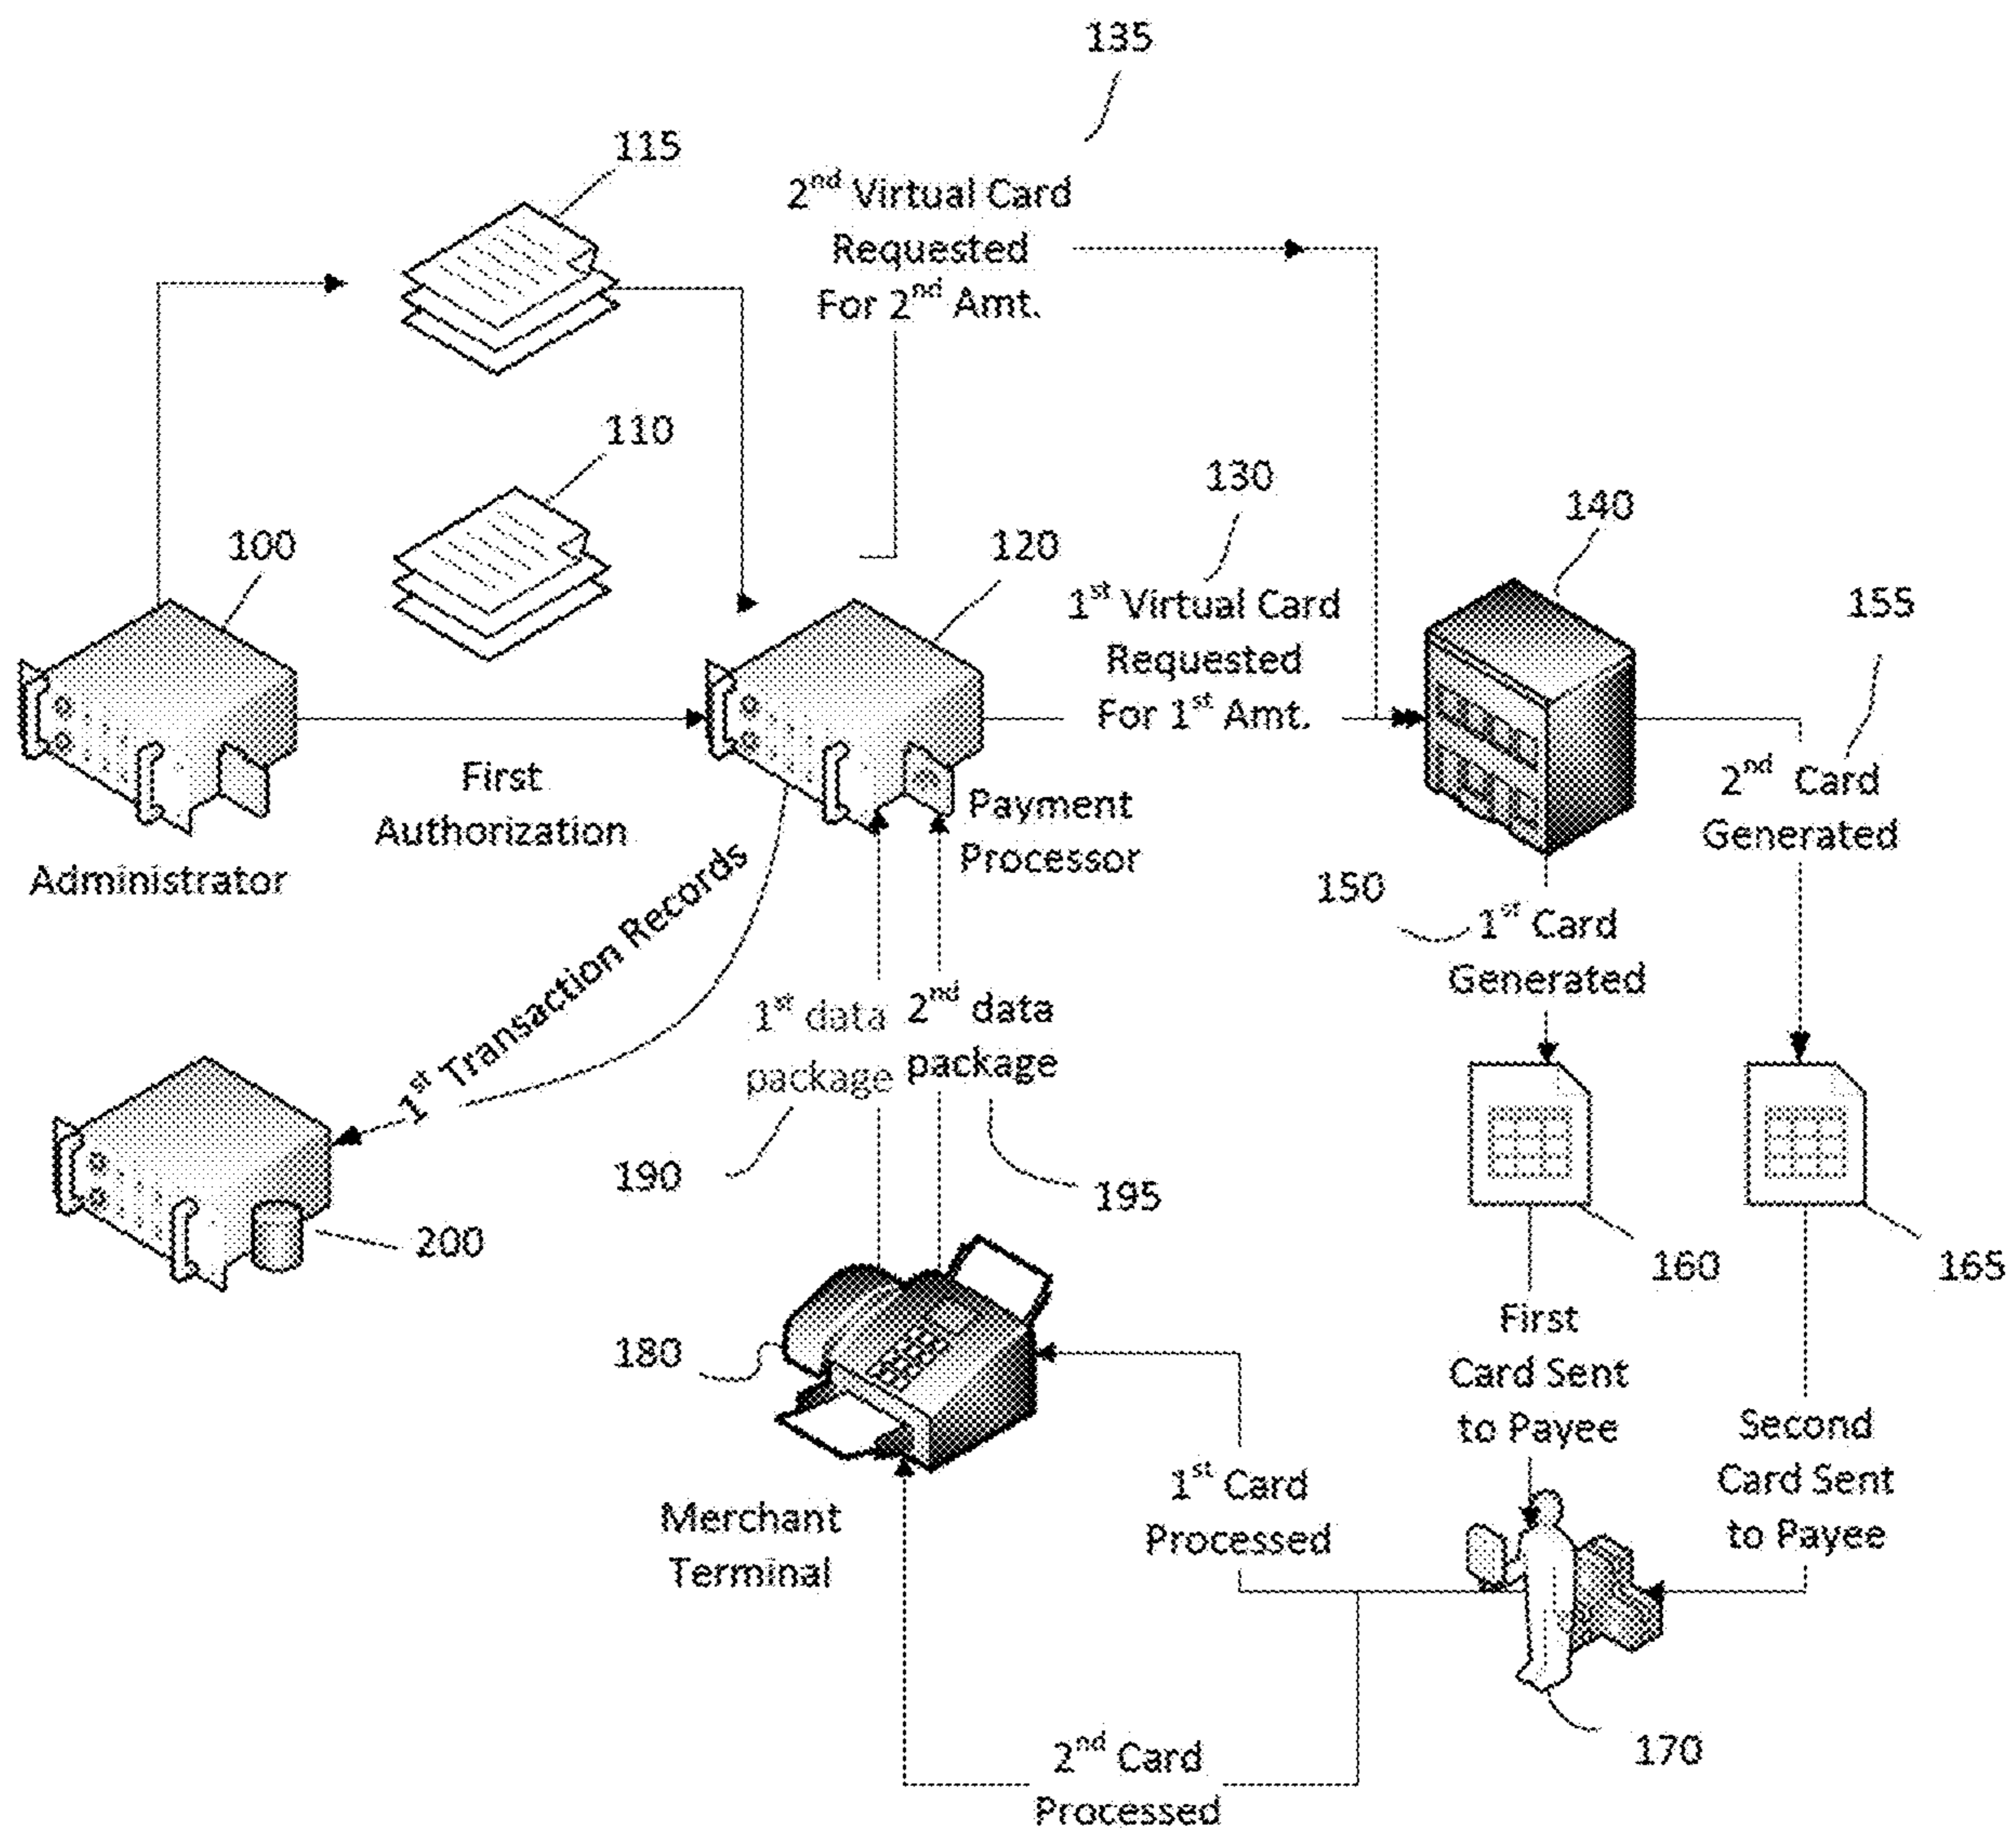 135
115
2nd Virtual Card
Requested
For 2nd Amt.
110
130
140
100
120
155
1st Virtual Card
Requested
For 1st Amt.
First
Authorization
Payment
Processor
2nd Card
Generated
Administrator
150
1st Card
Generated
1st Transaction Records
1st data
package
2nd data
package
190
195
200
160
165
180
First
Card Sent
to Payee
Second
Card Sent
to Payee
1st Card
Processed
Merchant
Terminal
170
2nd Card
Processed